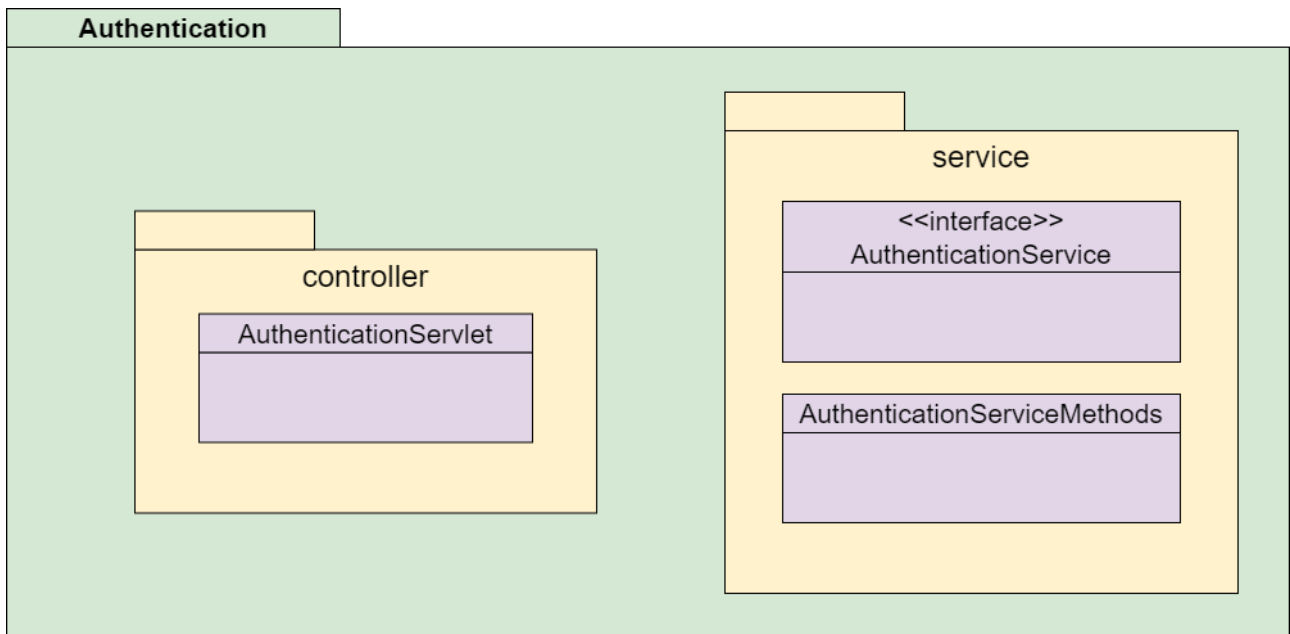 Authentication
controller
AuthenticationServlet
service
<<interface>>
AuthenticationService
AuthenticationServiceMethods